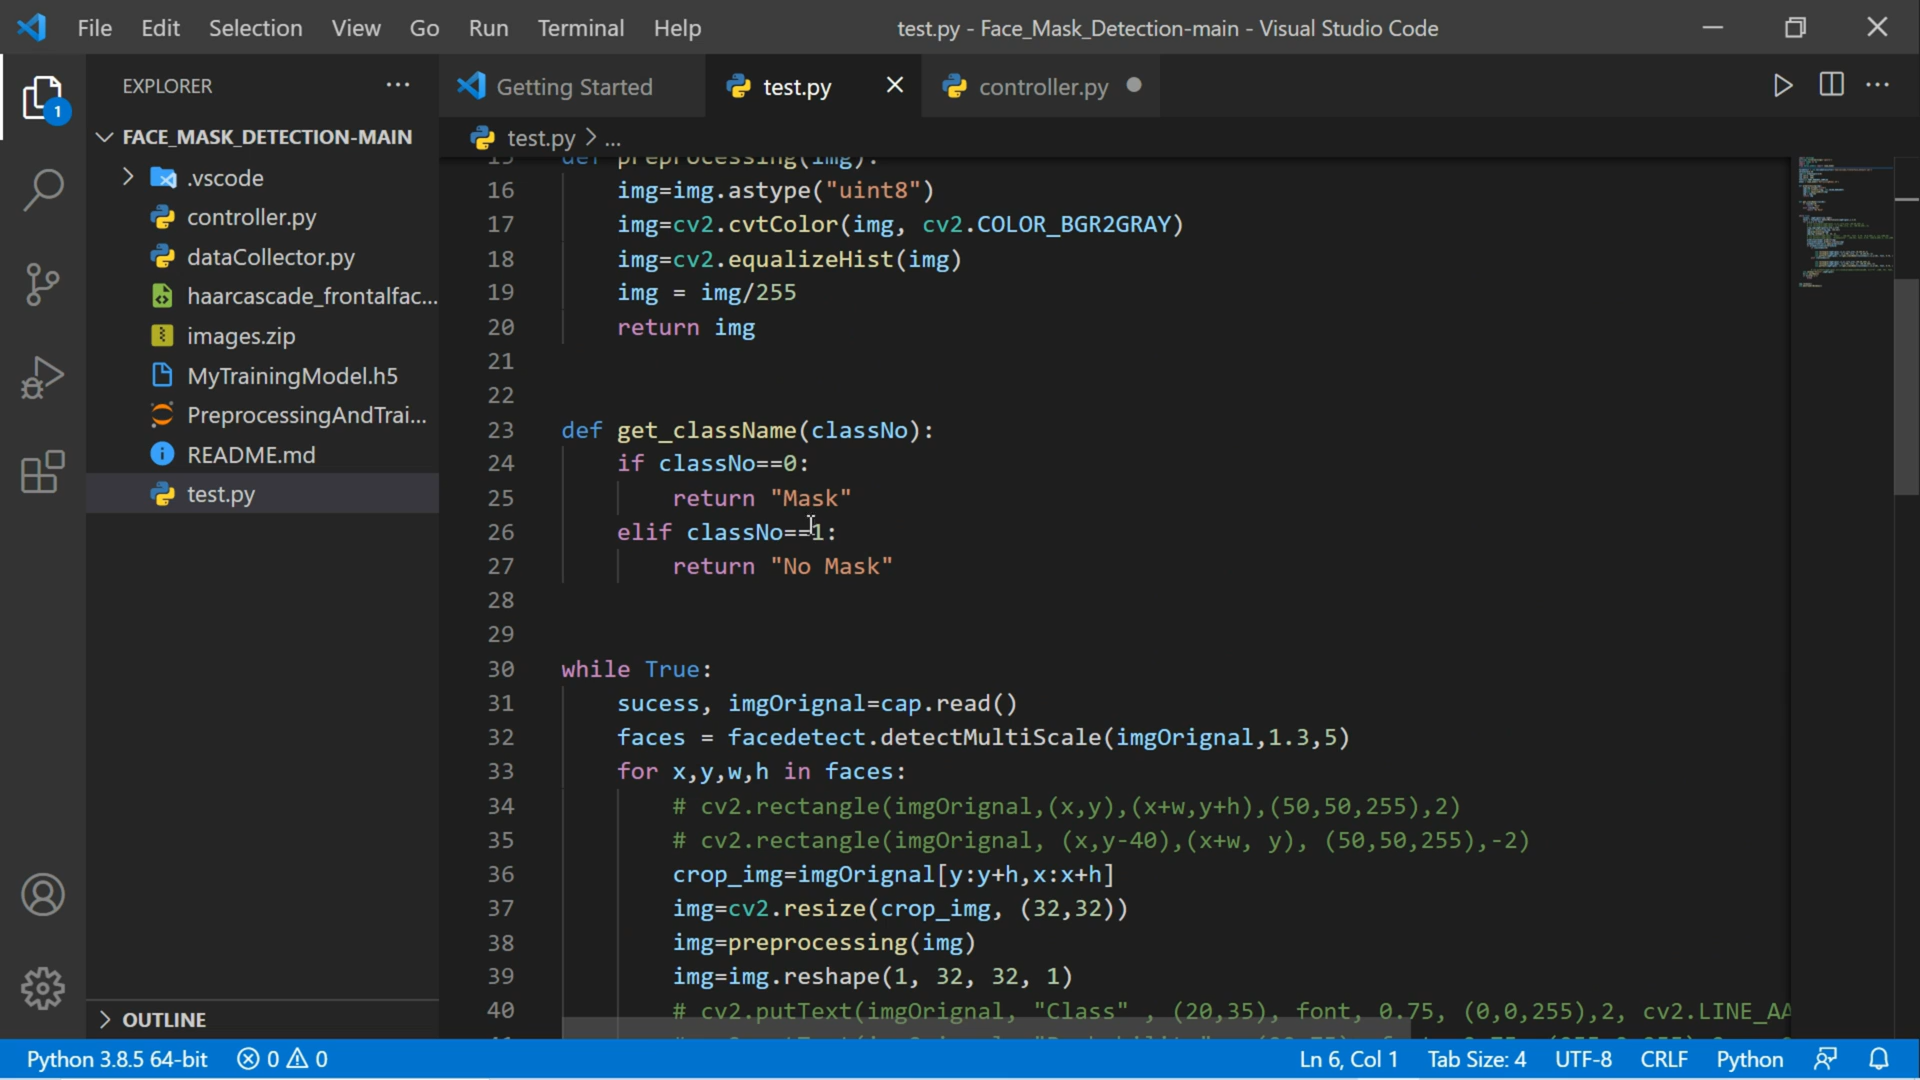 File Edit Selection View Go Run Terminal Help test.py - Face_Mask_Detection-main - Visual Studio Code
EXPLORER ... Getting Started test.py controller.py
1
FACE_MASK_DETECTION-MAIN
test.py > ...
.vscode
controller.py
dataCollector.py
haarcascade_frontalfac...
images.zip
MyTrainingModel.h5
PreprocessingAndTrai...
README.md
test.py
OUTLINE
15 def preprocessing(img):
16 img=img.astype("uint8")
17 img=cv2.cvtColor(img, cv2.COLOR_BGR2GRAY)
18 img=cv2.equalizeHist(img)
19 img = img/255
20 return img
21
22
23 def get_className(classNo):
24 if classNo==0:
25 return "Mask"
26 elif classNo==1:
27 return "No Mask"
28
29
30 while True:
31 sucess, imgOrignal=cap.read()
32 faces = facedetect.detectMultiScale(imgOrignal,1.3,5)
33 for x,y,w,h in faces:
34 # cv2.rectangle(imgOrignal,(x,y),(x+w,y+h),(50,50,255),2)
35 # cv2.rectangle(imgOrignal, (x,y-40),(x+w, y), (50,50,255),-2)
36 crop_img=imgOrignal[y:y+h,x:x+h]
37 img=cv2.resize(crop_img, (32,32))
38 img=preprocessing(img)
39 img=img.reshape(1, 32, 32, 1)
40 # cv2.putText(imgOrignal, "Class" , (20,35), font, 0.75, (0,0,255),2, cv2.LINE_AA
Python 3.8.5 64-bit 0 0 Ln 6, Col 1 Tab Size: 4 UTF-8 CRLF Python